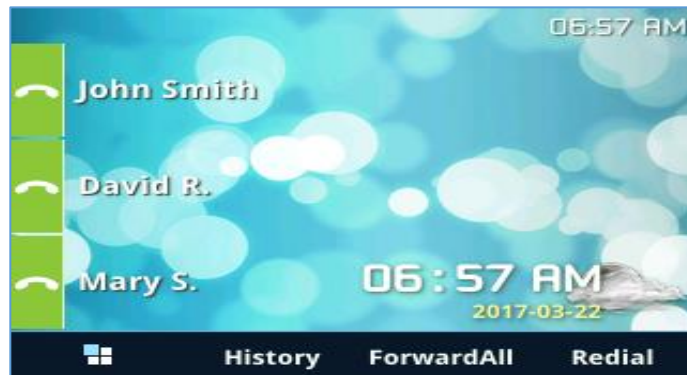 06:57 AM
John Smith
David R.
Mary S.
06:57 AM
2017-03-22
History ForwardAll Redial